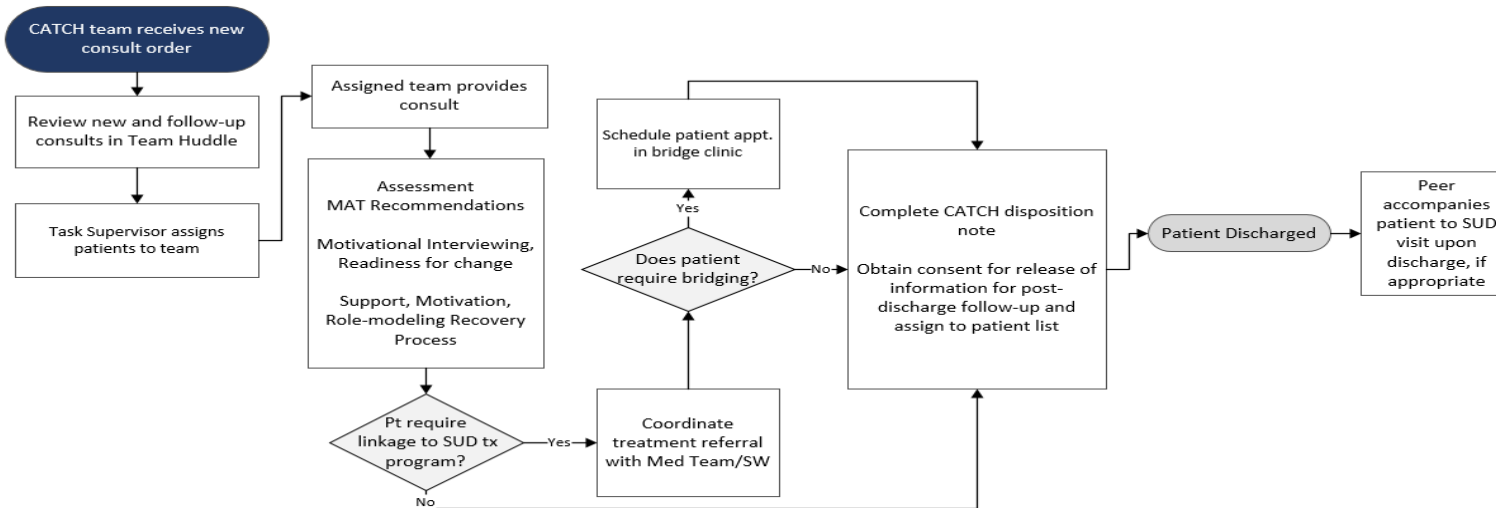 CATCH team receives new
consult order
Review new and follow-up
consults in Team Huddle
Task Supervisor assigns
patients to team
Assigned team provides
consult
Assessment
MAT Recommendations
Motivational Interviewing,
Readiness for change
Support, Motivation,
Role-modeling Recovery
Process
Pt require
linkage to SUD tx
program?
Yes
No
Coordinate
treatment referral
with Med Team/SW
Does patient
require bridging?
Yes
No
Schedule patient appt.
in bridge clinic
Complete CATCH disposition
note
Obtain consent for release of
information for post-
discharge follow-up and
assign to patient list
Patient Discharged
Peer
accompanies
patient to SUD
visit upon
discharge, if
appropriate